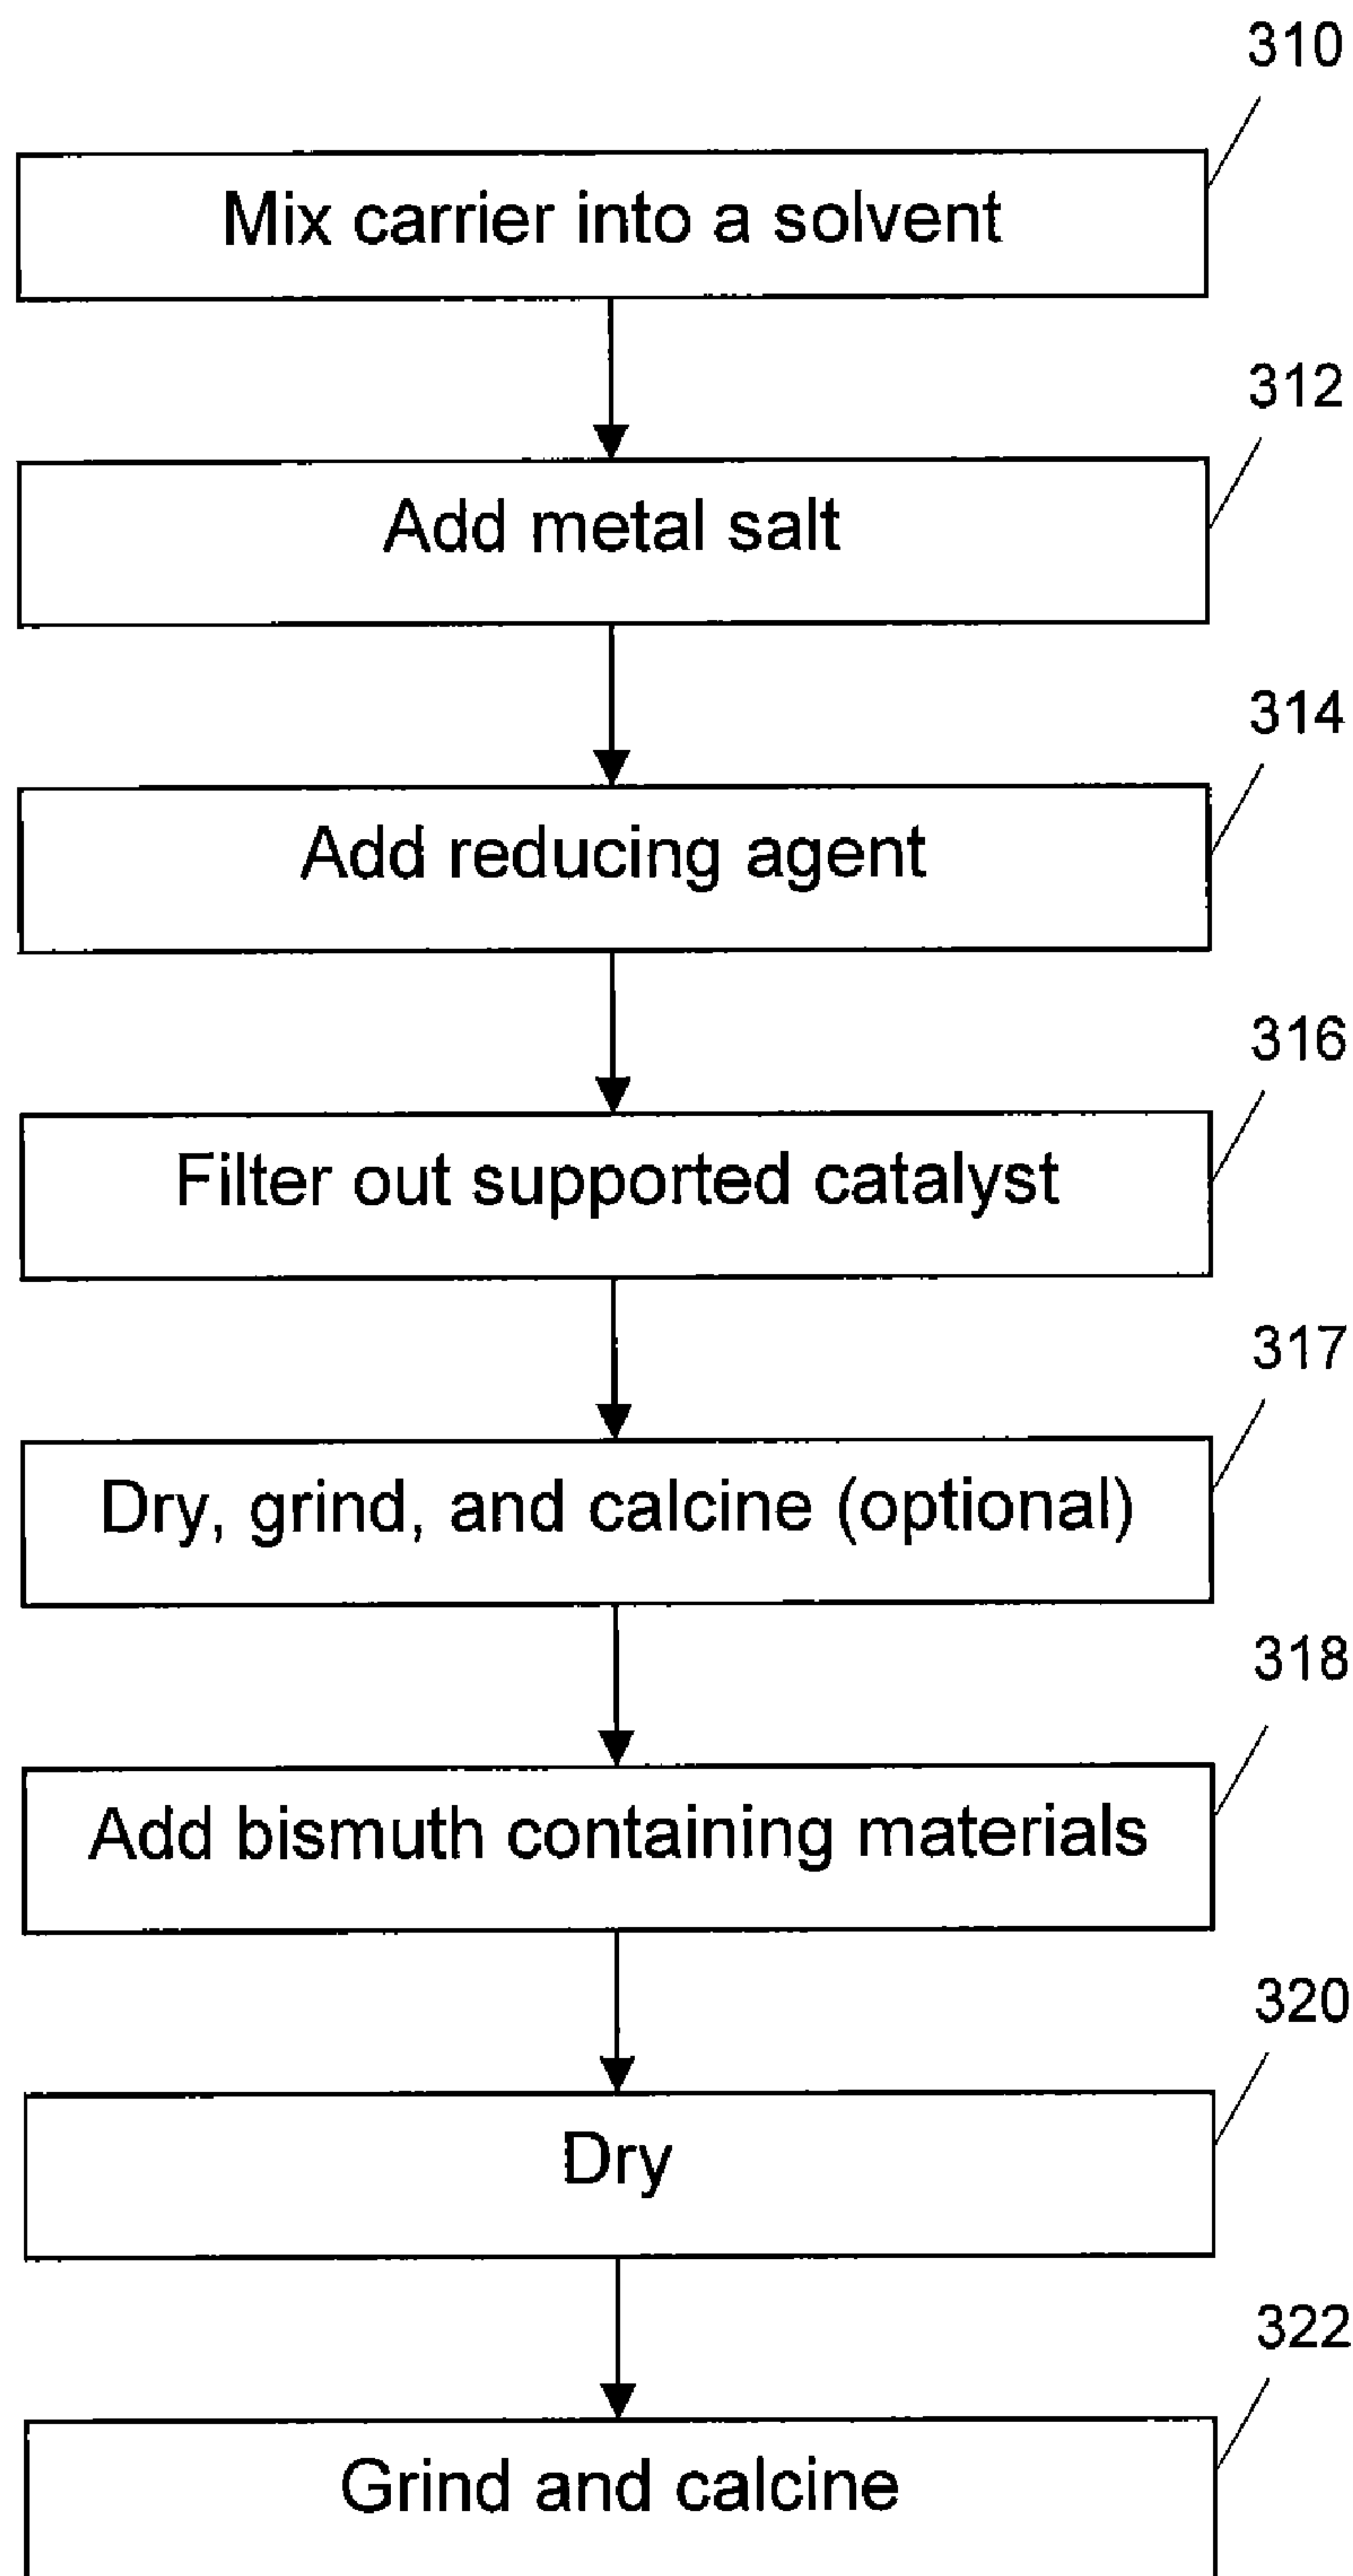 310
Mix carrier into a solvent
312
Add metal salt
314
Add reducing agent
316
Filter out supported catalyst
317
Dry, grind, and calcine (optional)
318
Add bismuth containing materials
320
Dry
322
Grind and calcine